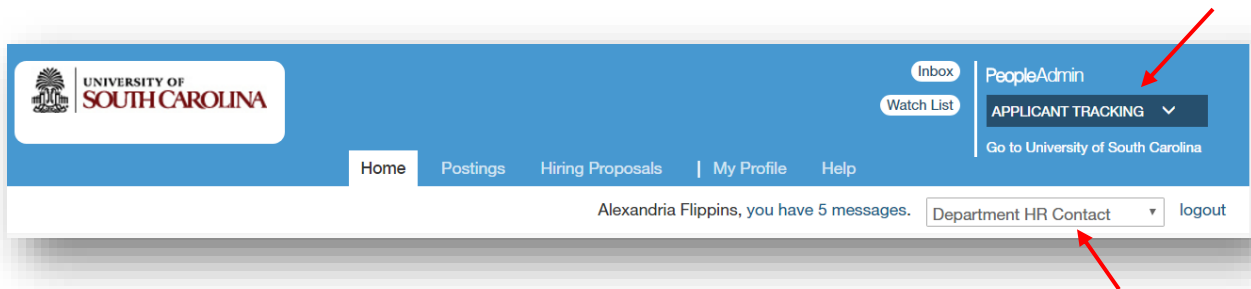 UNIVERSITY OF
SOUTH CAROLINA
Inbox
Watch List
PeopleAdmin
APPLICANT TRACKING
Go to University of South Carolina
Home Postings Hiring Proposals | My Profile Help
Alexandria Flippins, you have 5 messages. Department HR Contact logout